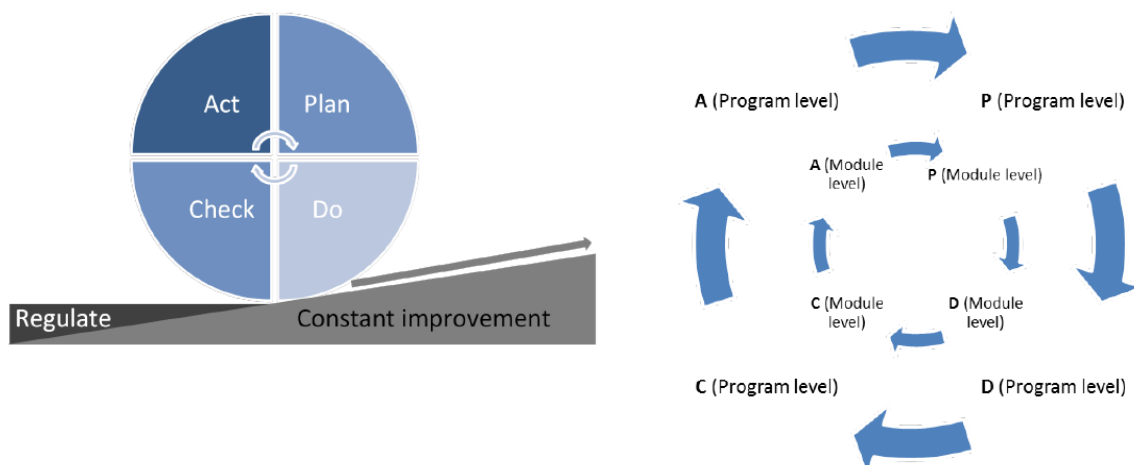 Act
Plan
Check
Do
Regulate
Constant improvement
A (Program level)
P (Program level)
A (Module
level)
P (Module level)
C (Module
level)
D (Module
level)
C (Program level)
D (Program level)